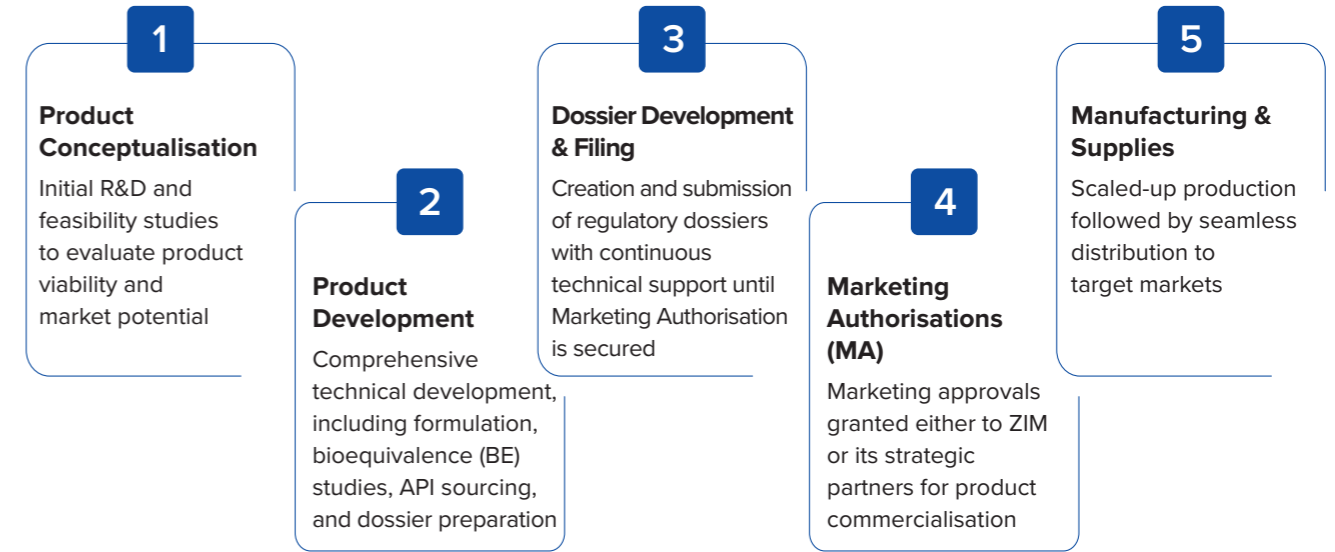 1
Product
Conceptualisation
Initial R&D and
feasibility studies
to evaluate product
viability and
market potential
2
Product
Development
Comprehensive
technical development,
including formulation,
bioequivalence (BE)
studies, API sourcing,
and dossier preparation
3
Dossier Development
& Filing
Creation and submission
of regulatory dossiers
with continuous
technical support until
Marketing Authorisation
is secured
4
Marketing
Authorisations
(MA)
Marketing approvals
granted either to ZIM
or its strategic
partners for product
commercialisation
5
Manufacturing &
Supplies
Scaled-up production
followed by seamless
distribution to
target markets